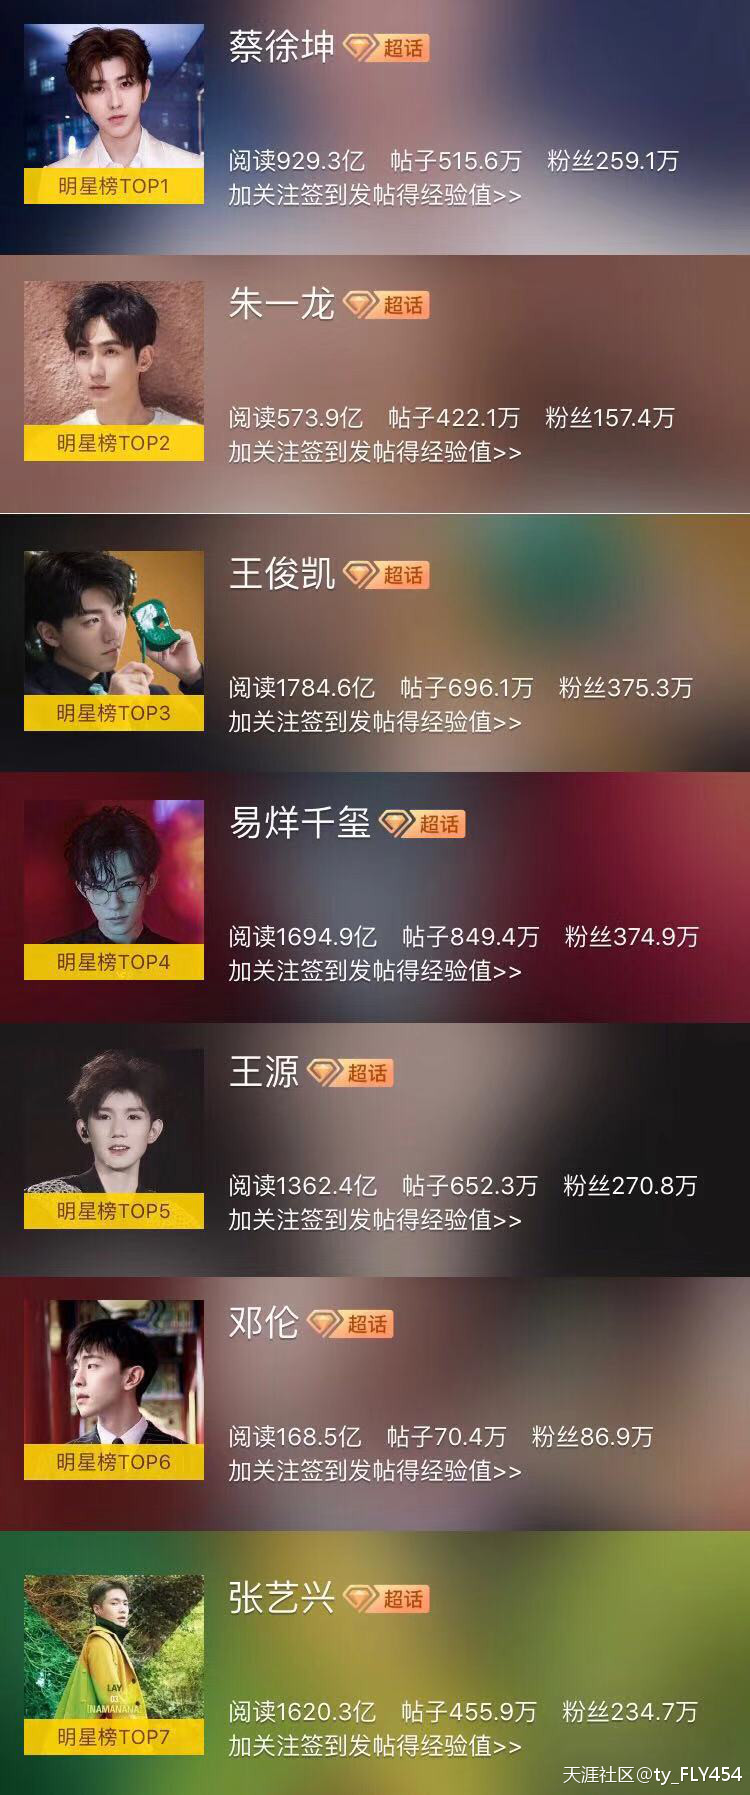 蔡徐坤 超话
阅读929.3亿 帖子515.6万 粉丝259.1万
加关注签到发帖得经验值>>
明星榜TOP1
朱一龙 超话
阅读573.9亿 帖子422.1万 粉丝157.4万
加关注签到发帖得经验值>>
明星榜TOP2
王俊凯 超话
阅读1784.6亿 帖子696.1万 粉丝375.3万
加关注签到发帖得经验值>>
明星榜TOP3
易烊千玺 超话
阅读1694.9亿 帖子849.4万 粉丝374.9万
加关注签到发帖得经验值>>
明星榜TOP4
王源 超话
阅读1362.4亿 帖子652.3万 粉丝270.8万
加关注签到发帖得经验值>>
明星榜TOP5
邓伦 超话
阅读168.5亿 帖子70.4万 粉丝86.9万
加关注签到发帖得经验值>>
明星榜TOP6
张艺兴 超话
LAY
03
NAMANANA
阅读1620.3亿 帖子455.9万 粉丝234.7万
加关注签到发帖得经验值>>
明星榜TOP7
天涯社区@ty_FLY454